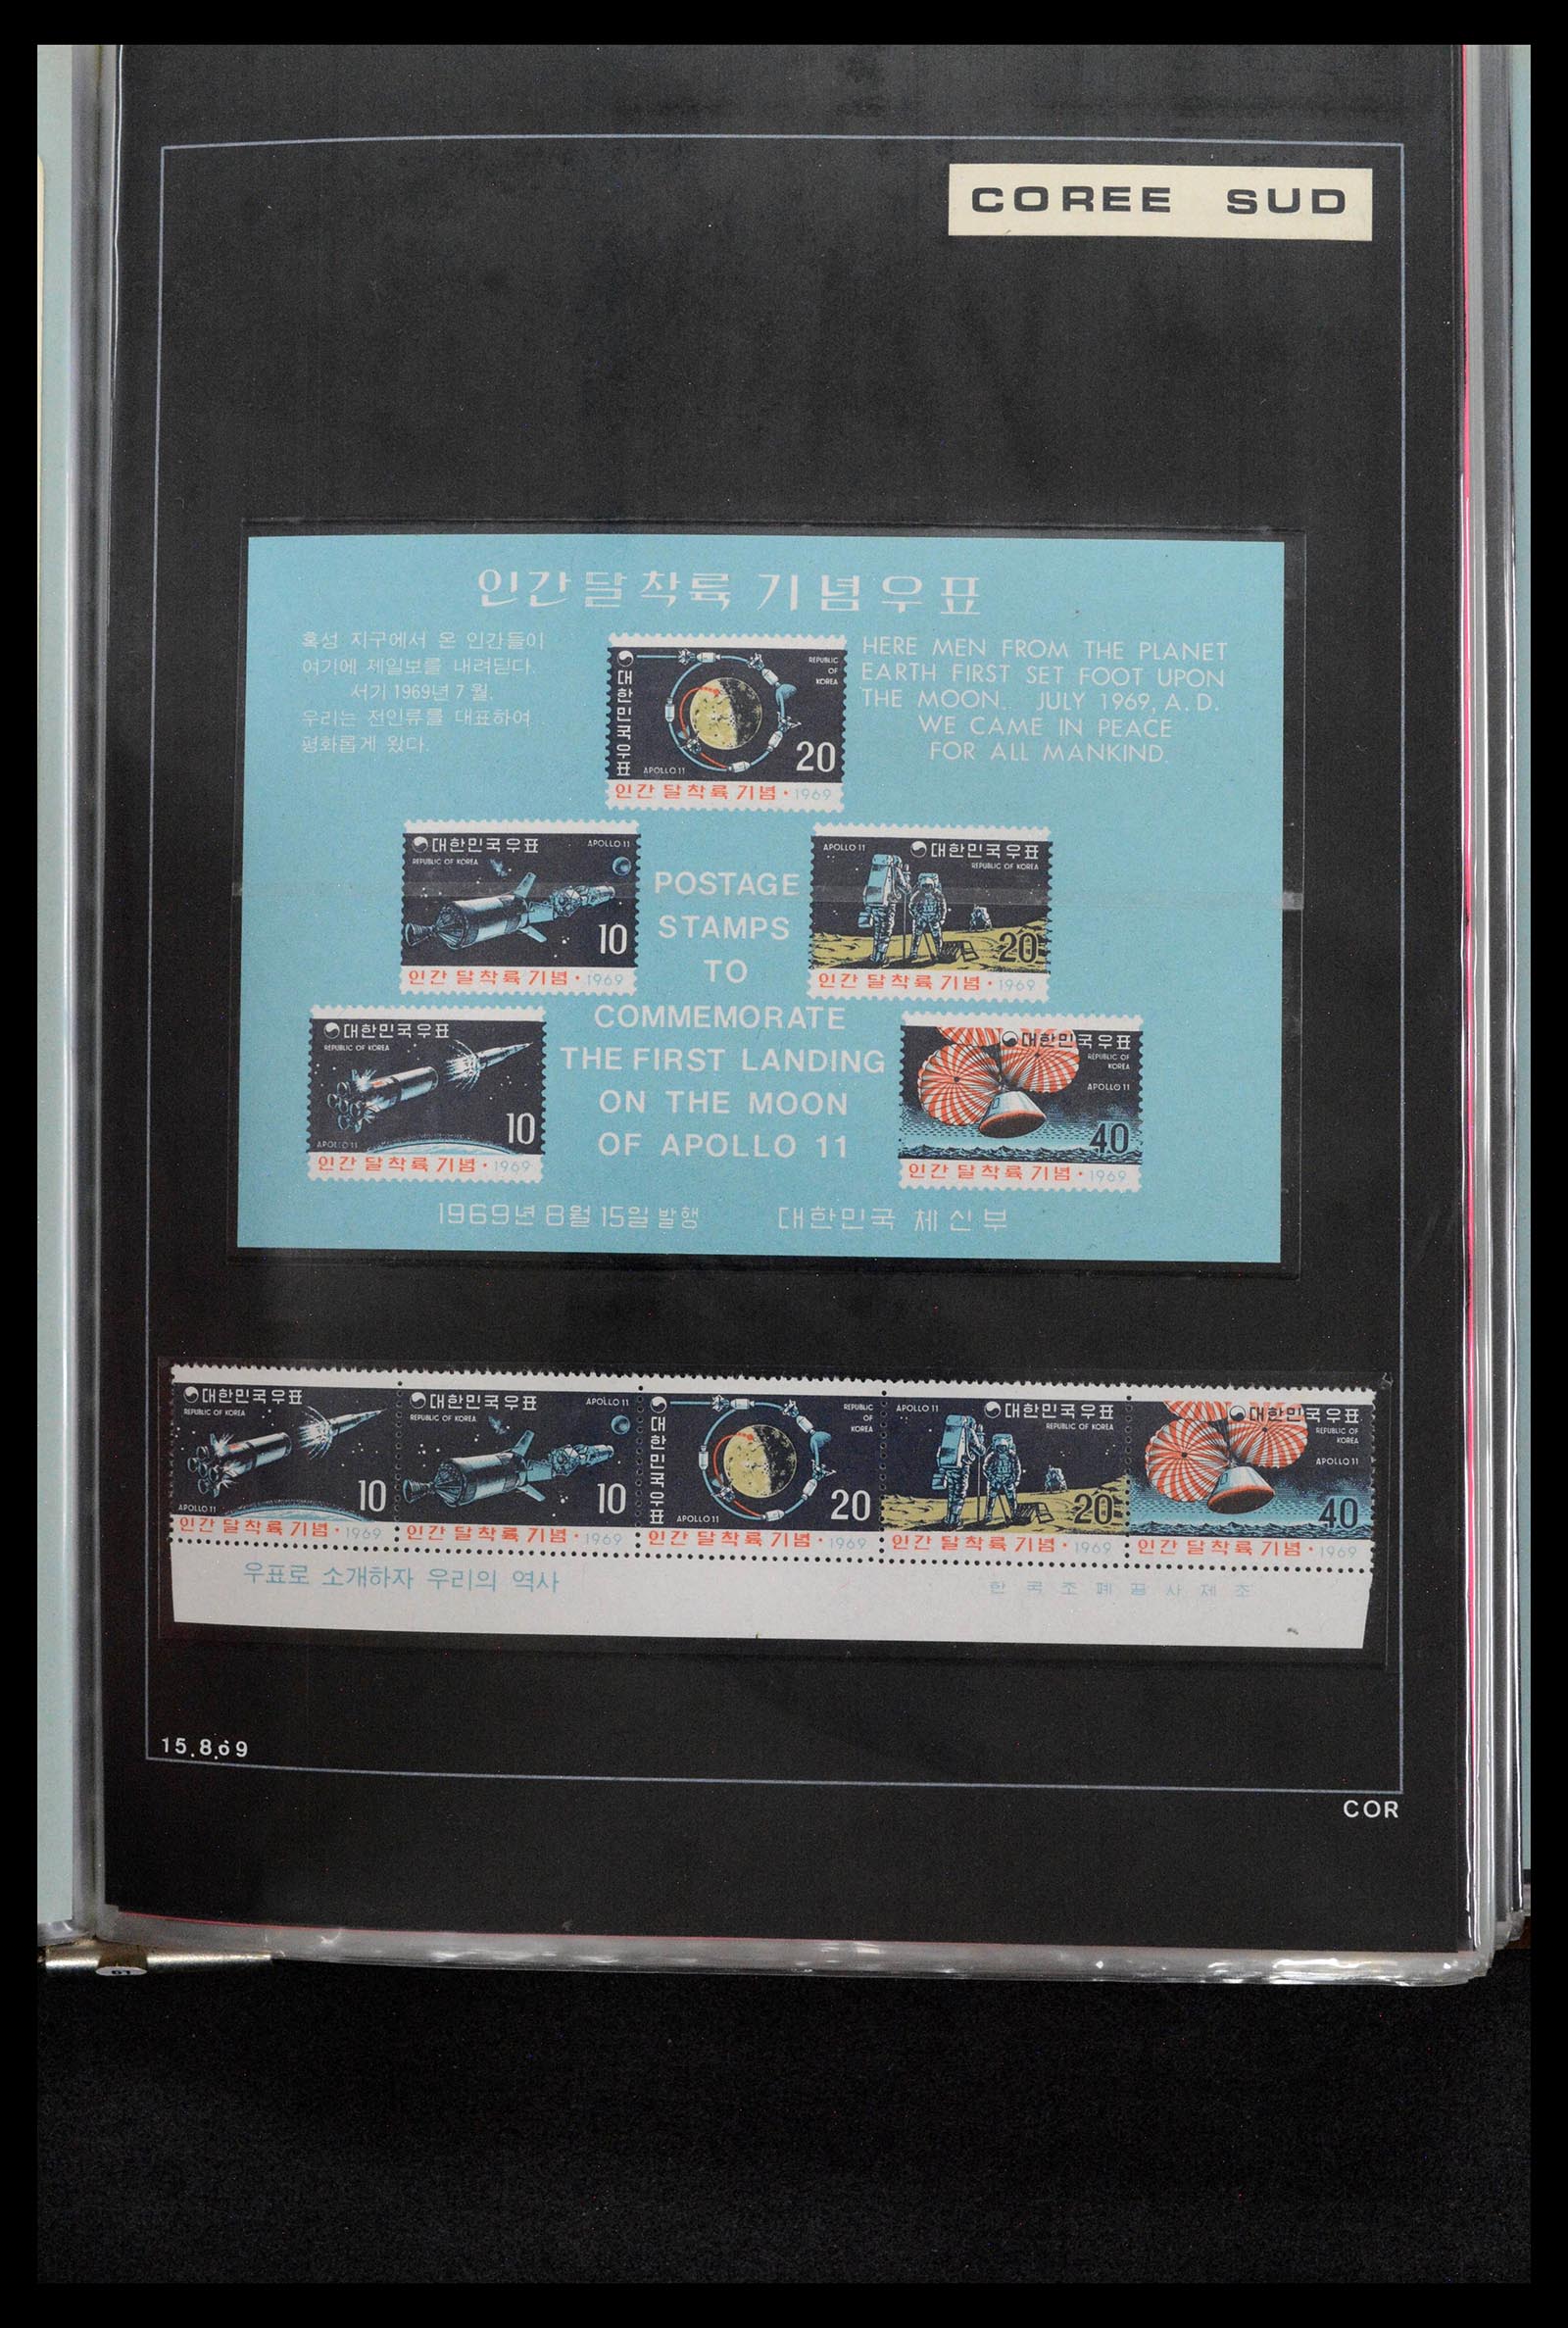 COREE SUD
인간 달착륙 기념우표
혹성 지구에서 온 인간들이
여기에 제일보를 내려딛다.
서기 1969년 7월.
우리는 전인류를 대표하여
평화롭게 왔다.
대한민국우표
REPUBLIC
OF
KOREA
APOLLO 11
20
인간 달착륙 기념・1969
HERE MEN FROM THE PLANET
EARTH FIRST SET FOOT UPON
THE MOON. JULY 1969, A.D.
WE CAME IN PEACE
FOR ALL MANKIND.
대한민국우표 APOLLO 11
REPUBLIC OF KOREA
10
인간 달착륙 기념・1969
APOLLO 11 대한민국우표
REPUBLIC OF KOREA
20
인간 달착륙 기념・1969
POSTAGE
STAMPS
TO
COMMEMORATE
THE FIRST LANDING
ON THE MOON
OF APOLLO 11
대한민국우표
REPUBLIC OF KOREA
10
APOLLO 11
인간 달착륙 기념・1969
대한민국우표
REPUBLIC OF
KOREA
APOLLO 11
40
인간 달착륙 기념・1969
1969년 8월 15일 발행 대한민국 체신부
대한민국우표
REPUBLIC OF KOREA
10
APOLLO 11
인간 달착륙 기념・1969
대한민국우표 APOLLO 11
REPUBLIC OF KOREA
10
인간 달착륙 기념・1969
대한민국우표
REPUBLIC
OF
KOREA
20
APOLLO 11
인간 달착륙 기념・1969
APOLLO 11 대한민국우표
REPUBLIC OF KOREA
20
인간 달착륙 기념・1969
대한민국우표
REPUBLIC OF
KOREA
APOLLO 11
40
인간 달착륙 기념・1969
우표로 소개하자 우리의 역사
한국조폐공사제조
15.8.69
COR